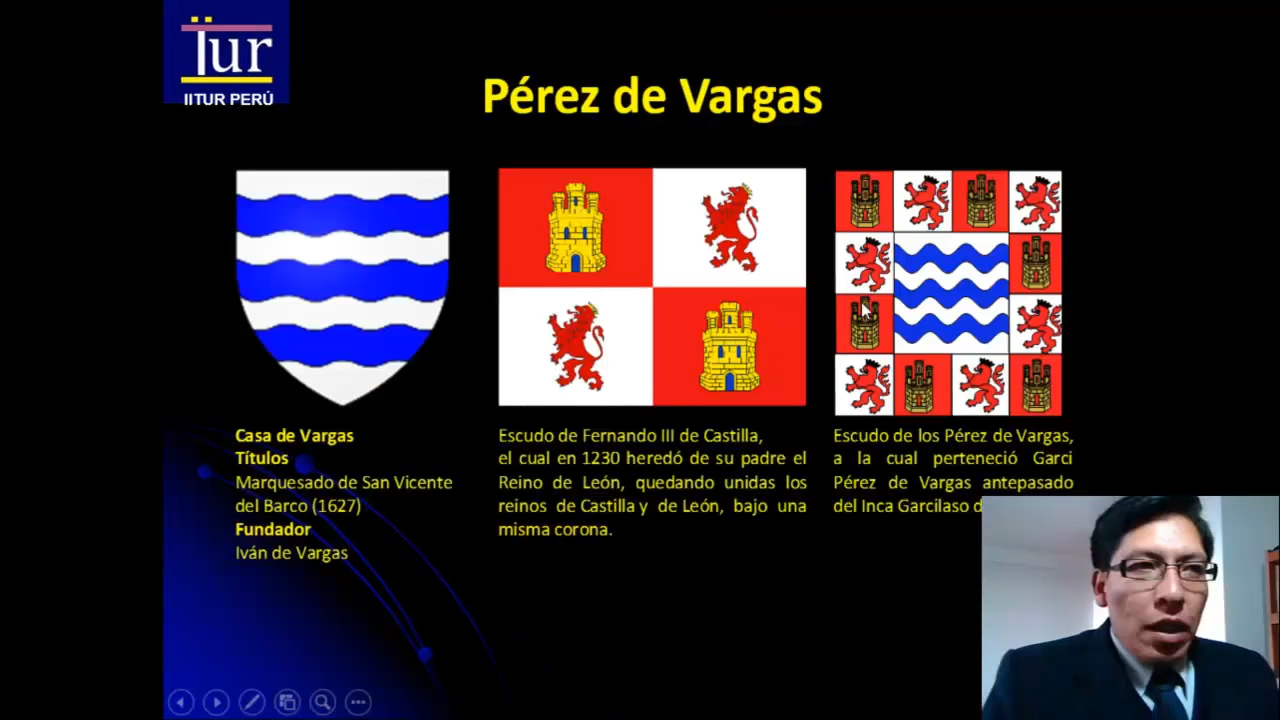 ïur
IITUR PERÚ
Pérez de Vargas
Casa de Vargas
Títulos
Marquesado de San Vicente
del Barco (1627)
Fundador
Iván de Vargas
Escudo de Fernando III de Castilla,
el cual en 1230 heredó de su padre el
Reino de León, quedando unidas los
reinos de Castilla y de León, bajo una
misma corona.
Escudo de los Pérez de Vargas,
a la cual perteneció Garci
Pérez de Vargas antepasado
del Inca Garcilaso